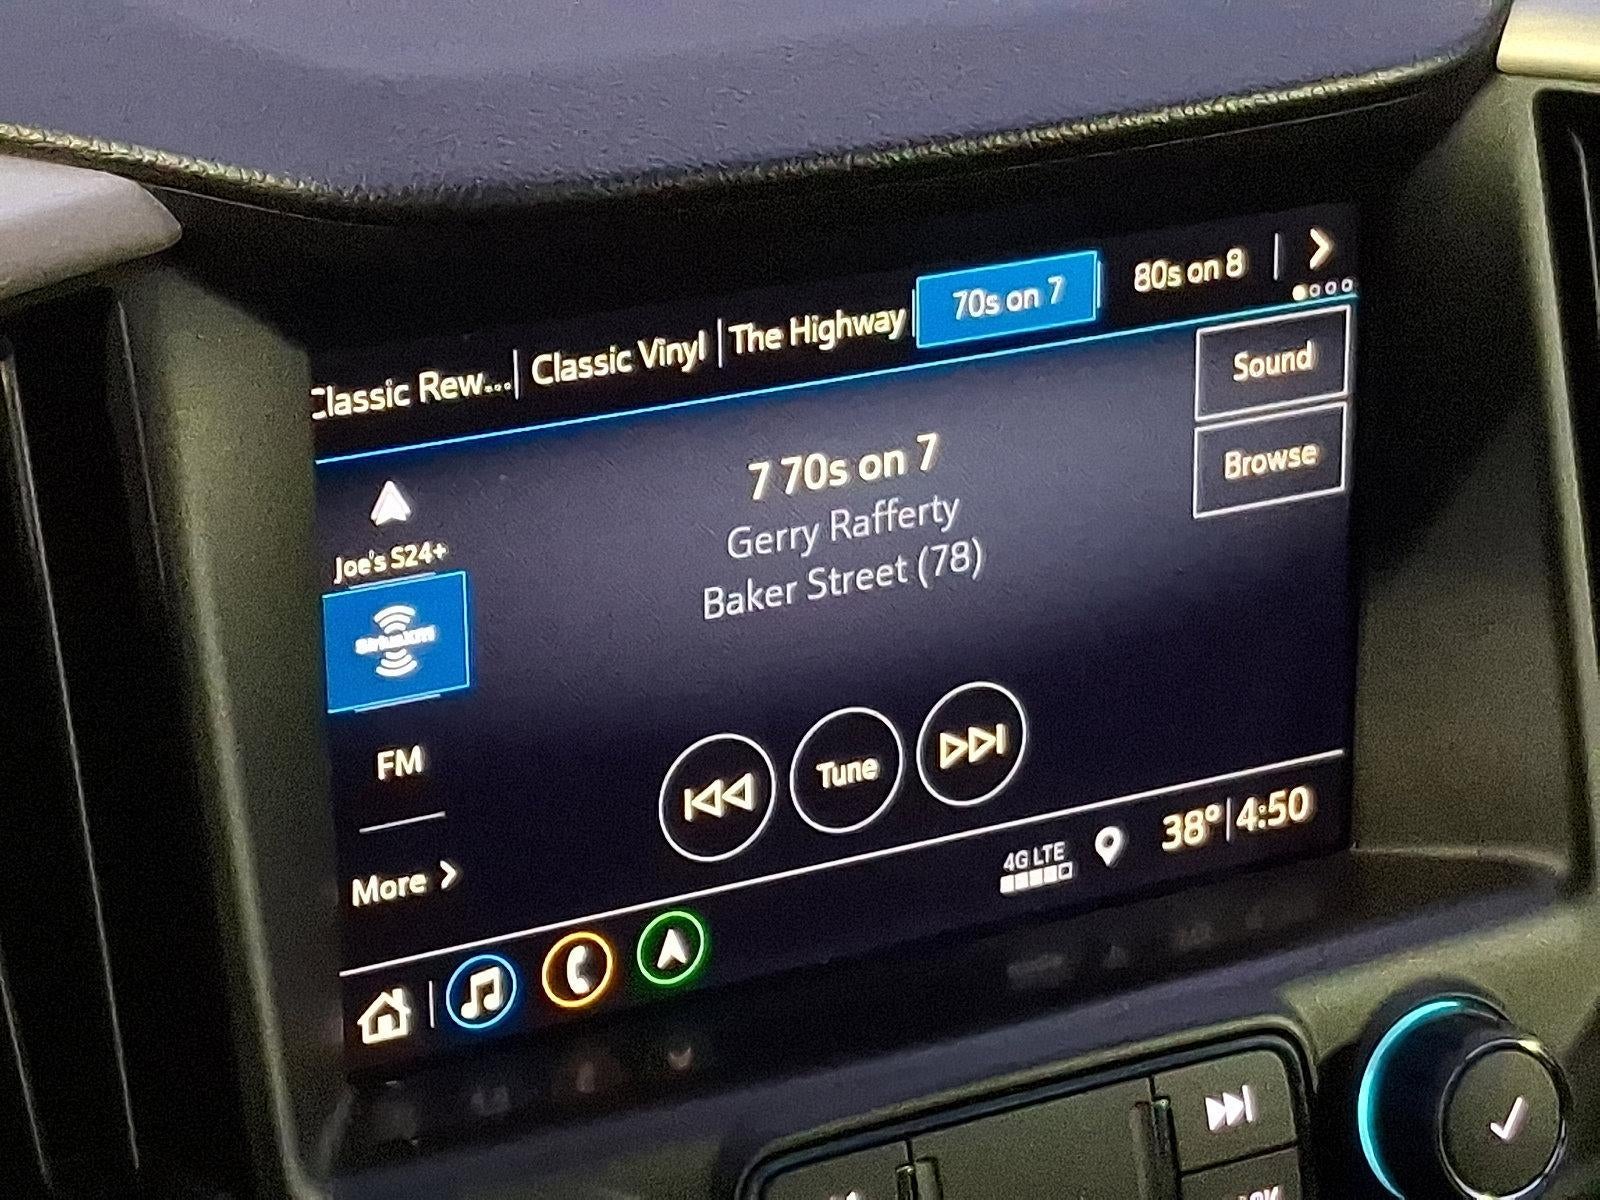 Classic Rew...
Classic Vinyl
The Highway
70s on 7
80s on 8
Sound
Browse
7 70s on 7
Gerry Rafferty
Baker Street (78)
Joe's S24+
FM
More
Tune
4G LTE
38° 4:50